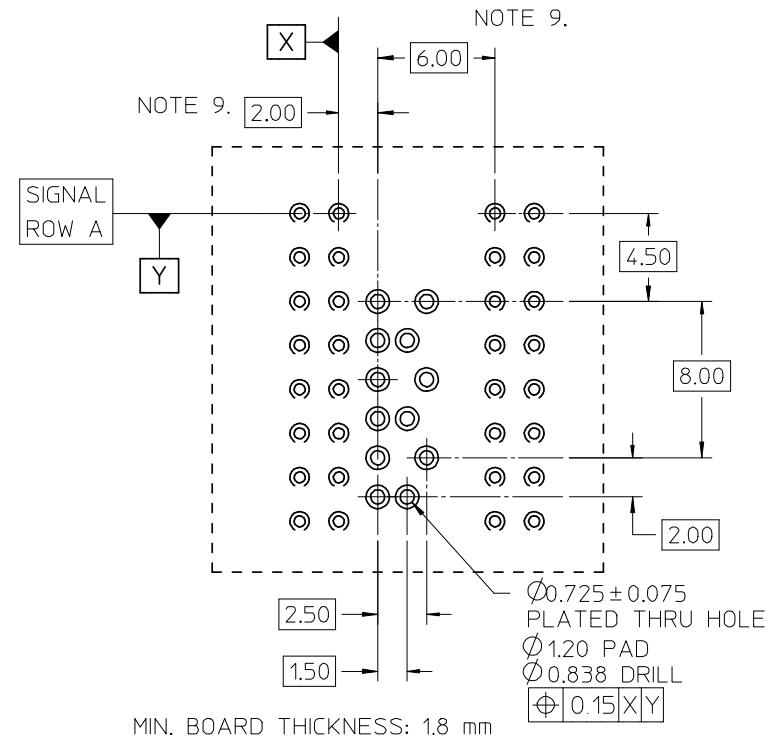 NOTE 9.
X
6.00
NOTE 9.
2.00
SIGNAL
ROW A
Y
4.50
8.00
2.00
2.50
1.50
Ø0.725±0.075
PLATED THRU HOLE
Ø1.20 PAD
Ø0.838 DRILL
⌖ 0.15 X Y
MIN. BOARD THICKNESS: 1.8 mm